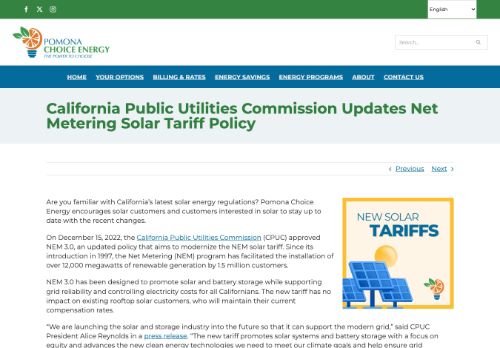 English
POMONA
CHOICE ENERGY
THE POWER TO CHOOSE
Search...
HOME YOUR OPTIONS BILLING & RATES ENERGY SAVINGS ENERGY PROGRAMS ABOUT CONTACT US
California Public Utilities Commission Updates Net
Metering Solar Tariff Policy
Previous Next
Are you familiar with California's latest solar energy regulations? Pomona Choice
Energy encourages solar customers and customers interested in solar to stay up to
date with the recent changes.
NEW SOLAR
TARIFFS
On December 15, 2022, the California Public Utilities Commission (CPUC) approved
NEM 3.0, an updated policy that aims to modernize the NEM solar tariff. Since its
introduction in 1997, the Net Metering (NEM) program has facilitated the installation of
over 12,000 megawatts of renewable generation by 1.5 million customers.
NEM 3.0 has been designed to promote solar and battery storage while supporting
grid reliability and controlling electricity costs for all Californians. The new tariff has no
impact on existing rooftop solar customers, who will maintain their current
compensation rates.
"We are launching the solar and storage industry into the future so that it can support the modern grid," said CPUC
President Alice Reynolds in a press release. "The new tariff promotes solar systems and battery storage with a focus on
equity and advances the new clean energy technologies we need to meet our climate goals and help ensure grid